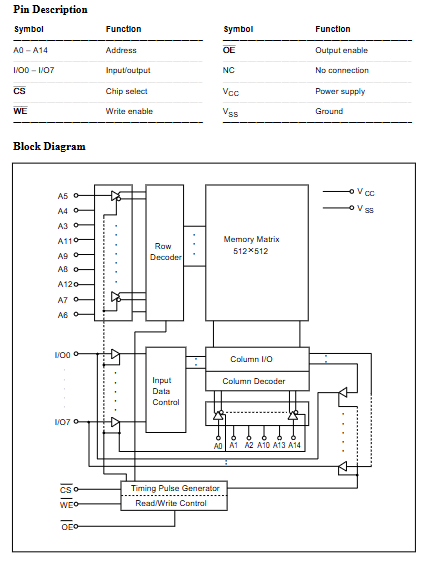 Pin Description
Symbol Function Symbol Function
A0 – A14 Address OE Output enable
I/O0 – I/O7 Input/output NC No connection
CS Chip select VCC Power supply
WE Write enable VSS Ground
Block Diagram
A5
A4
A3
A11
A9
A8
A12
A7
A6
Row
Decoder
Memory Matrix
512×512
V CC
V SS
I/O0
I/O7
Input
Data
Control
Column I/O
Column Decoder
A0 A1 A2 A10 A13 A14
CS
WE
OE
Timing Pulse Generator
Read/Write Control